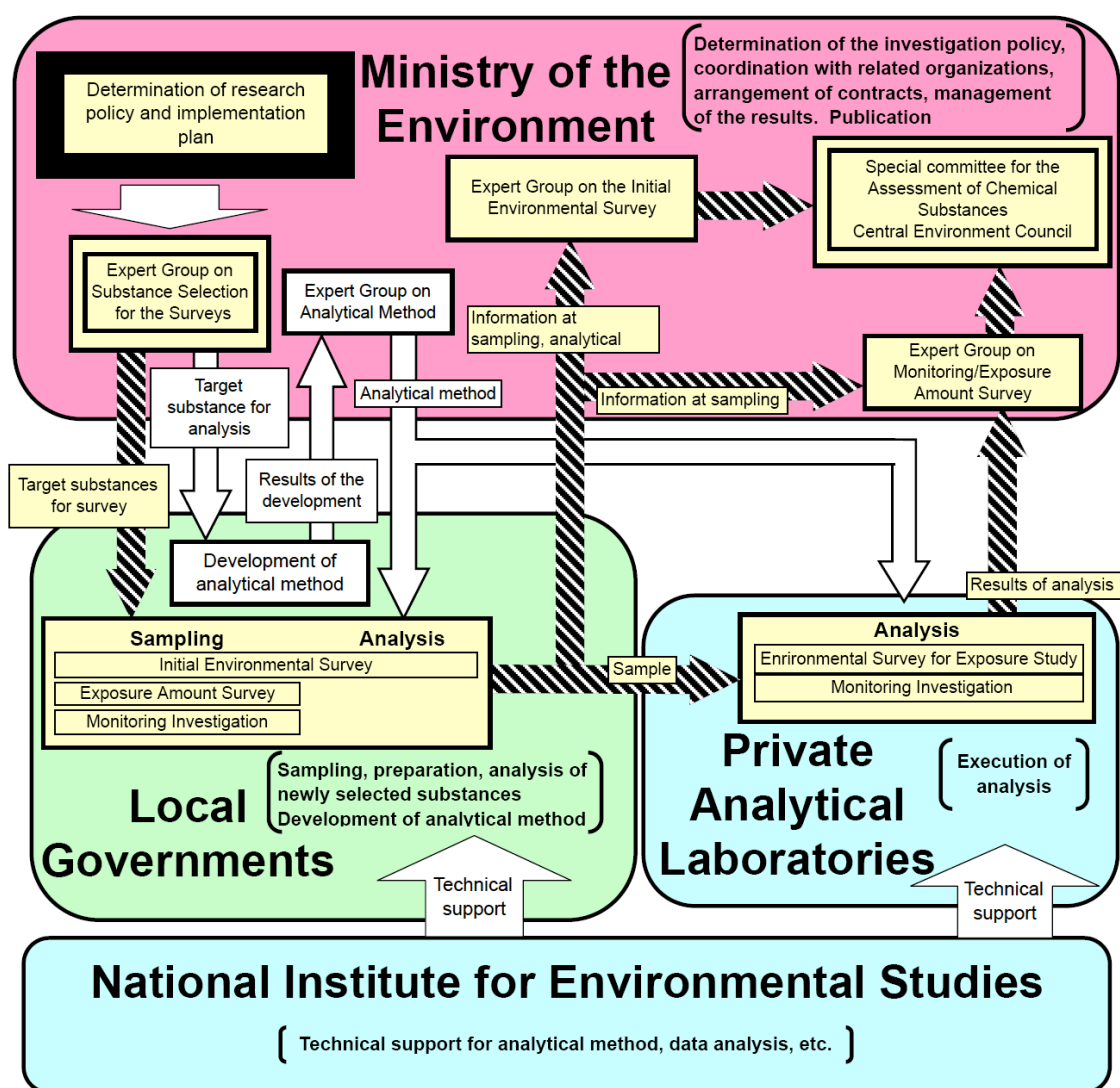 Determination of research
policy and implementation
plan
Ministry of the
Environment
Determination of the investigation policy,
coordination with related organizations,
arrangement of contracts, management
of the results.  Publication
Expert Group on the Initial
Environmental Survey
Special committee for the
Assessment of Chemical
Substances
Central Environment Council
Expert Group on
Substance Selection
for the Surveys
Expert Group on
Analytical Method
Information at
sampling, analytical
Expert Group on
Monitoring/Exposure
Amount Survey
Target
substance for
analysis
Analytical method
Information at sampling
Target substances
for survey
Results of the
development
Development of
analytical method
Results of analysis
Sampling
Analysis
Initial Environmental Survey
Exposure Amount Survey
Monitoring Investigation
Sample
Analysis
Enrironmental Survey for Exposure Study
Monitoring Investigation
Local
Governments
Sampling, preparation, analysis of
newly selected substances
Development of analytical method
Private
Analytical
Laboratories
Execution of
analysis
Technical
support
Technical
support
National Institute for Environmental Studies
Technical support for analytical method, data analysis, etc.